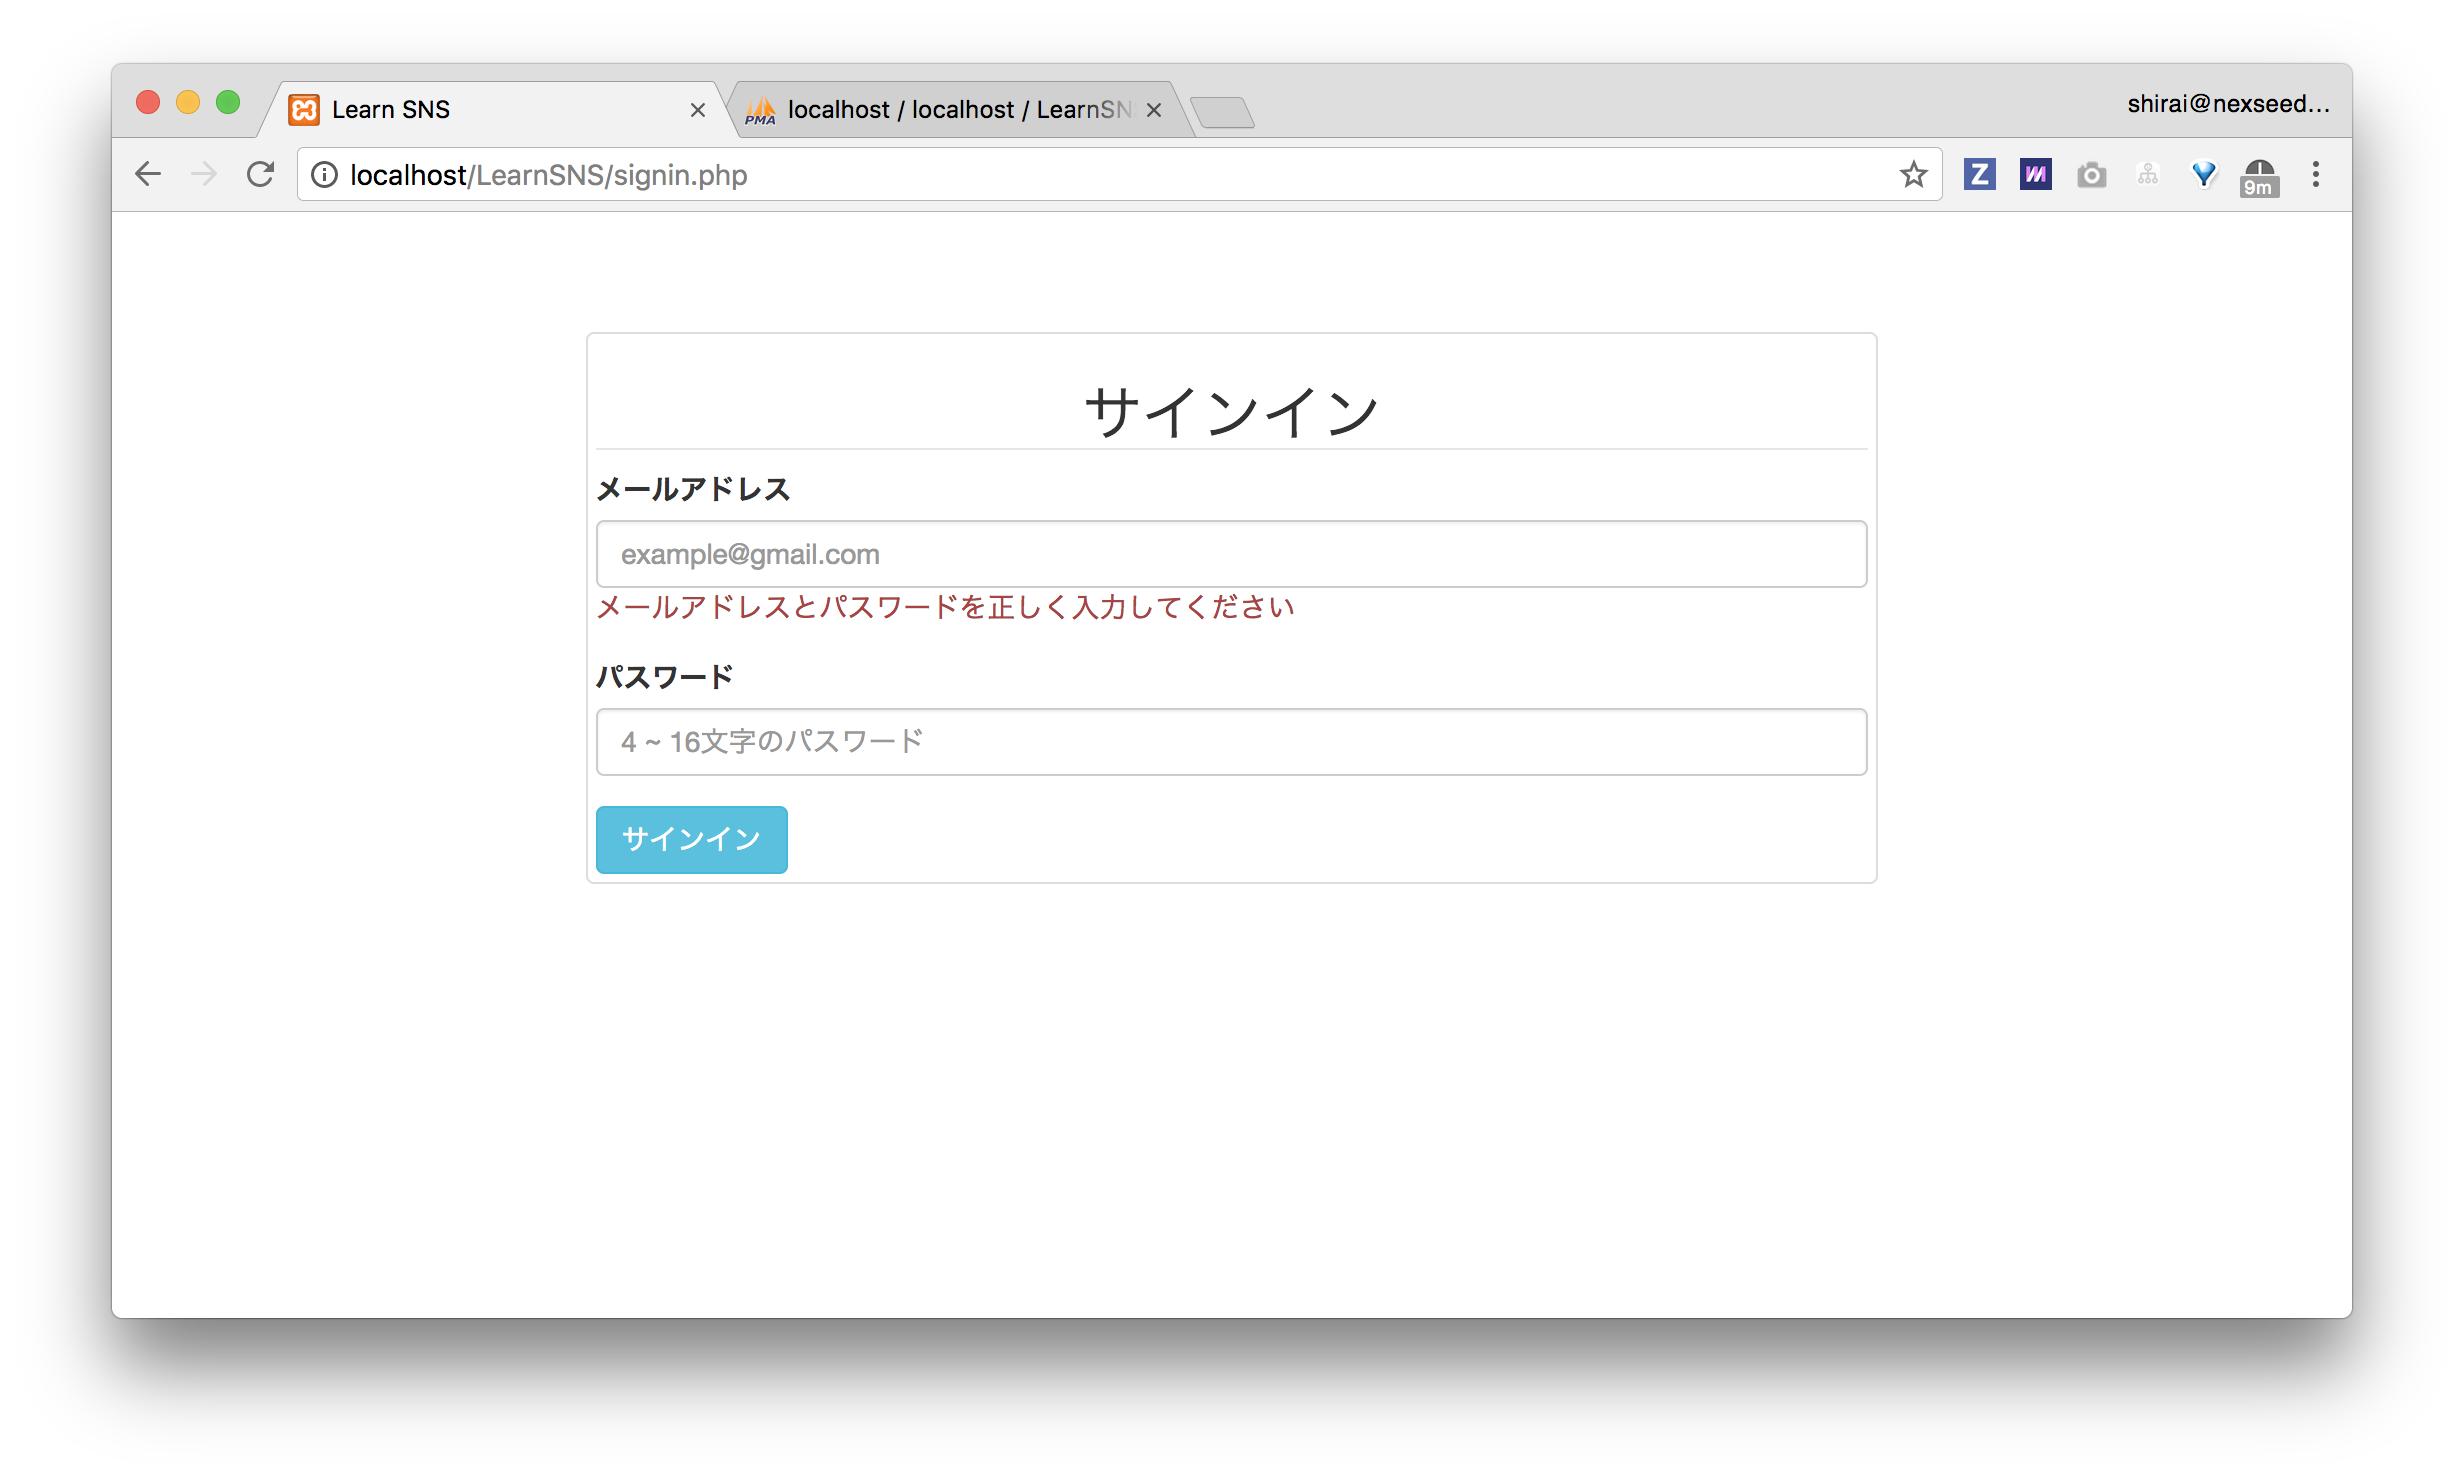 Learn SNS
localhost / localhost / LearnSN
shirai@nexseed...
localhost/LearnSNS/signin.php
Z
9m
PMA
サインイン
メールアドレス
example@gmail.com
メールアドレスとパスワードを正しく入力してください
パスワード
4 ~ 16文字のパスワード
サインイン